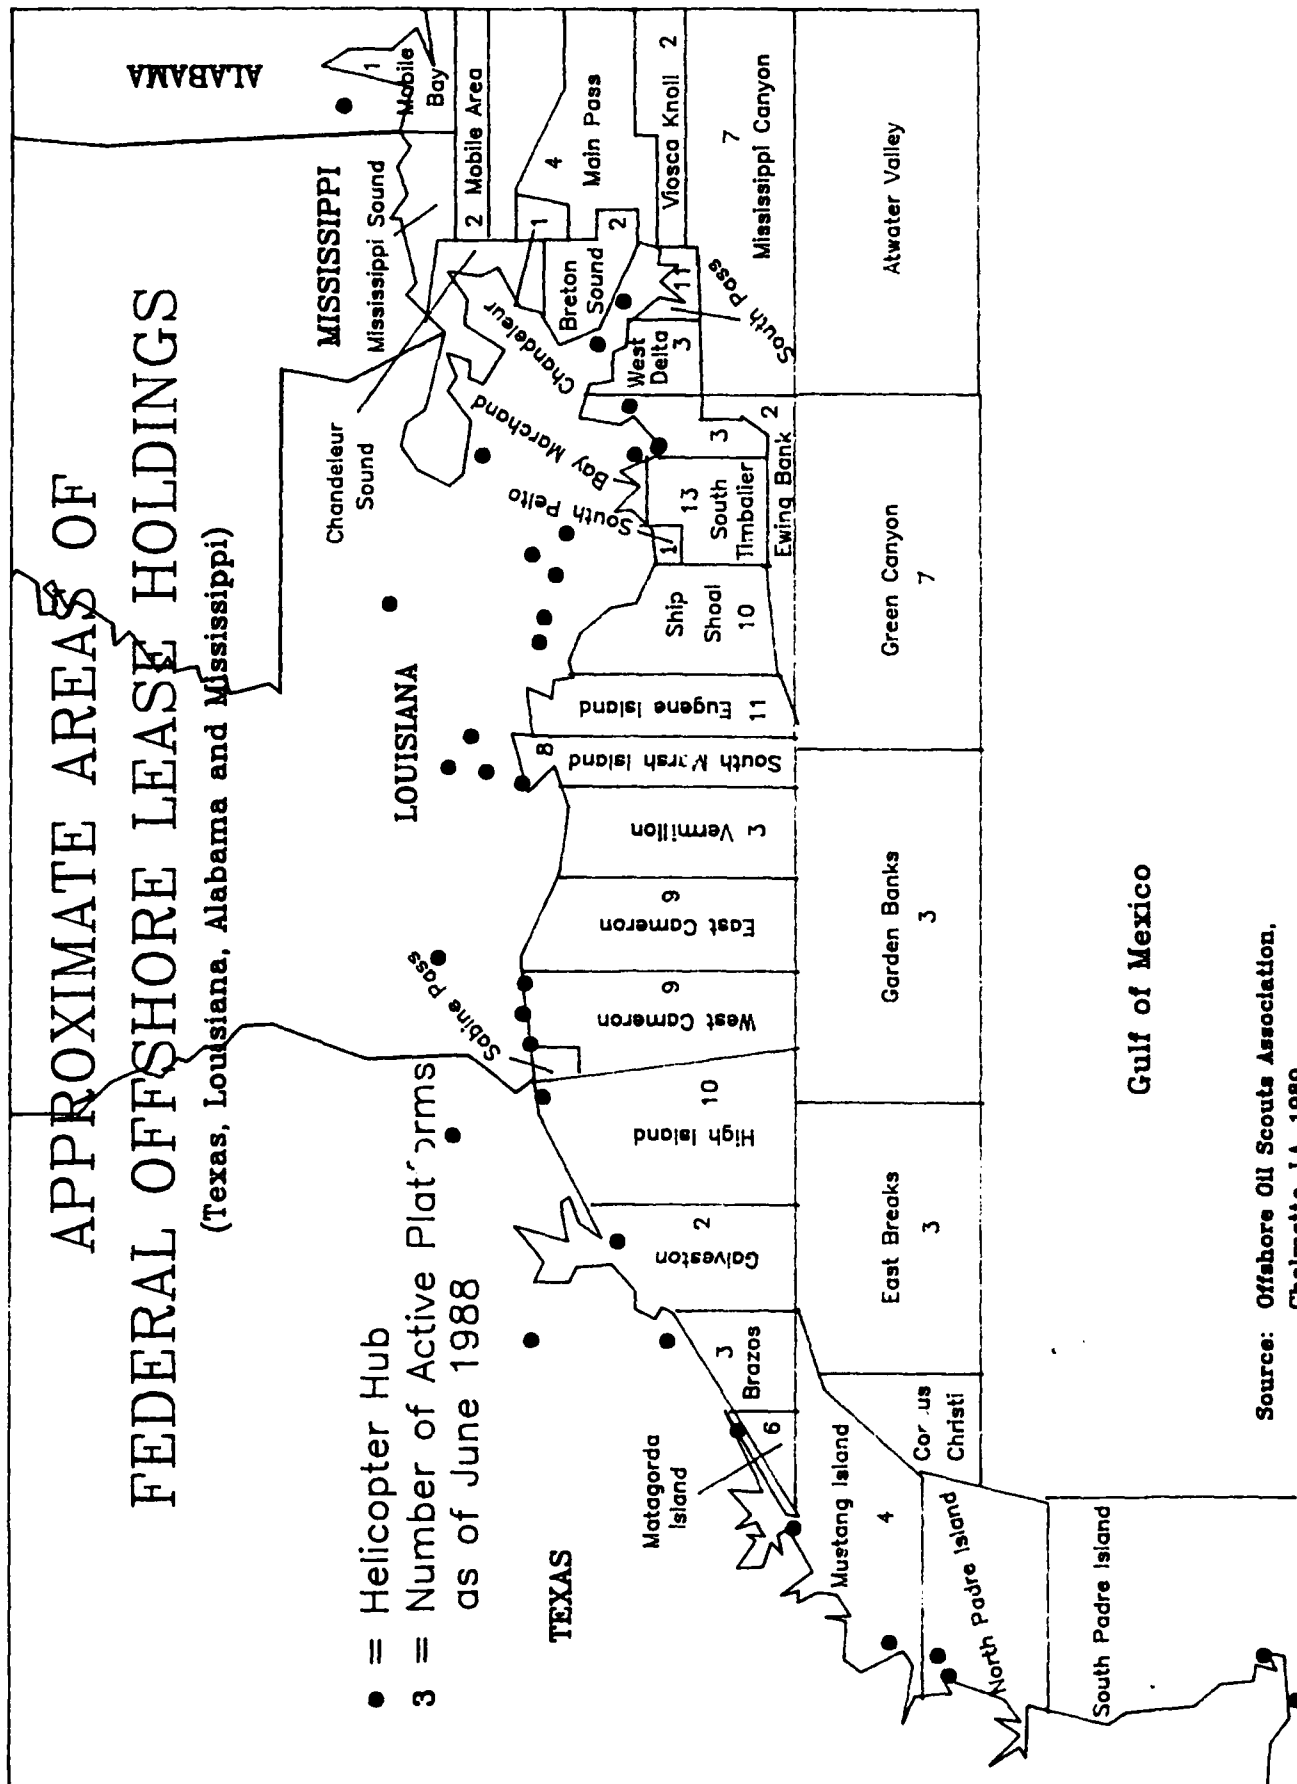 APPROXIMATE AREAS OF
FEDERAL OFFSHORE LEASE HOLDINGS
(Texas, Louisiana, Alabama and Mississippi)
● = Helicopter Hub
3 = Number of Active Platforms
as of June 1988
TEXAS
LOUISIANA
MISSISSIPPI
ALABAMA
Chandeleur
Sound
Mississippi Sound
1
Mobile
Bay
2 Mobile Area
4
Main Pass
1
2
Breton
Sound
Viosca Knoll 2
7
Mississippi Canyon
Chandeleur
Bay Marchand
South Pelto
West
Delta
3
11
South Pass
3
2
Ewing Bank
13
South
Timbalier
1
Ship
Shoal
10
Eugene Island
11
8
South Marsh Island
Vermillon
3
East Cameron
9
West Cameron
9
Sabine Pass
10
High Island
2
Galveston
3
Brazos
Matagorda
Island
6
Mustang Island
4
North Padre Island
South Padre Island
Corpus
Christi
East Breaks
3
Garden Banks
3
Green Canyon
7
Atwater Valley
Gulf of Mexico
Source: Offshore Oil Scouts Association,
Chalmette, LA, 1989